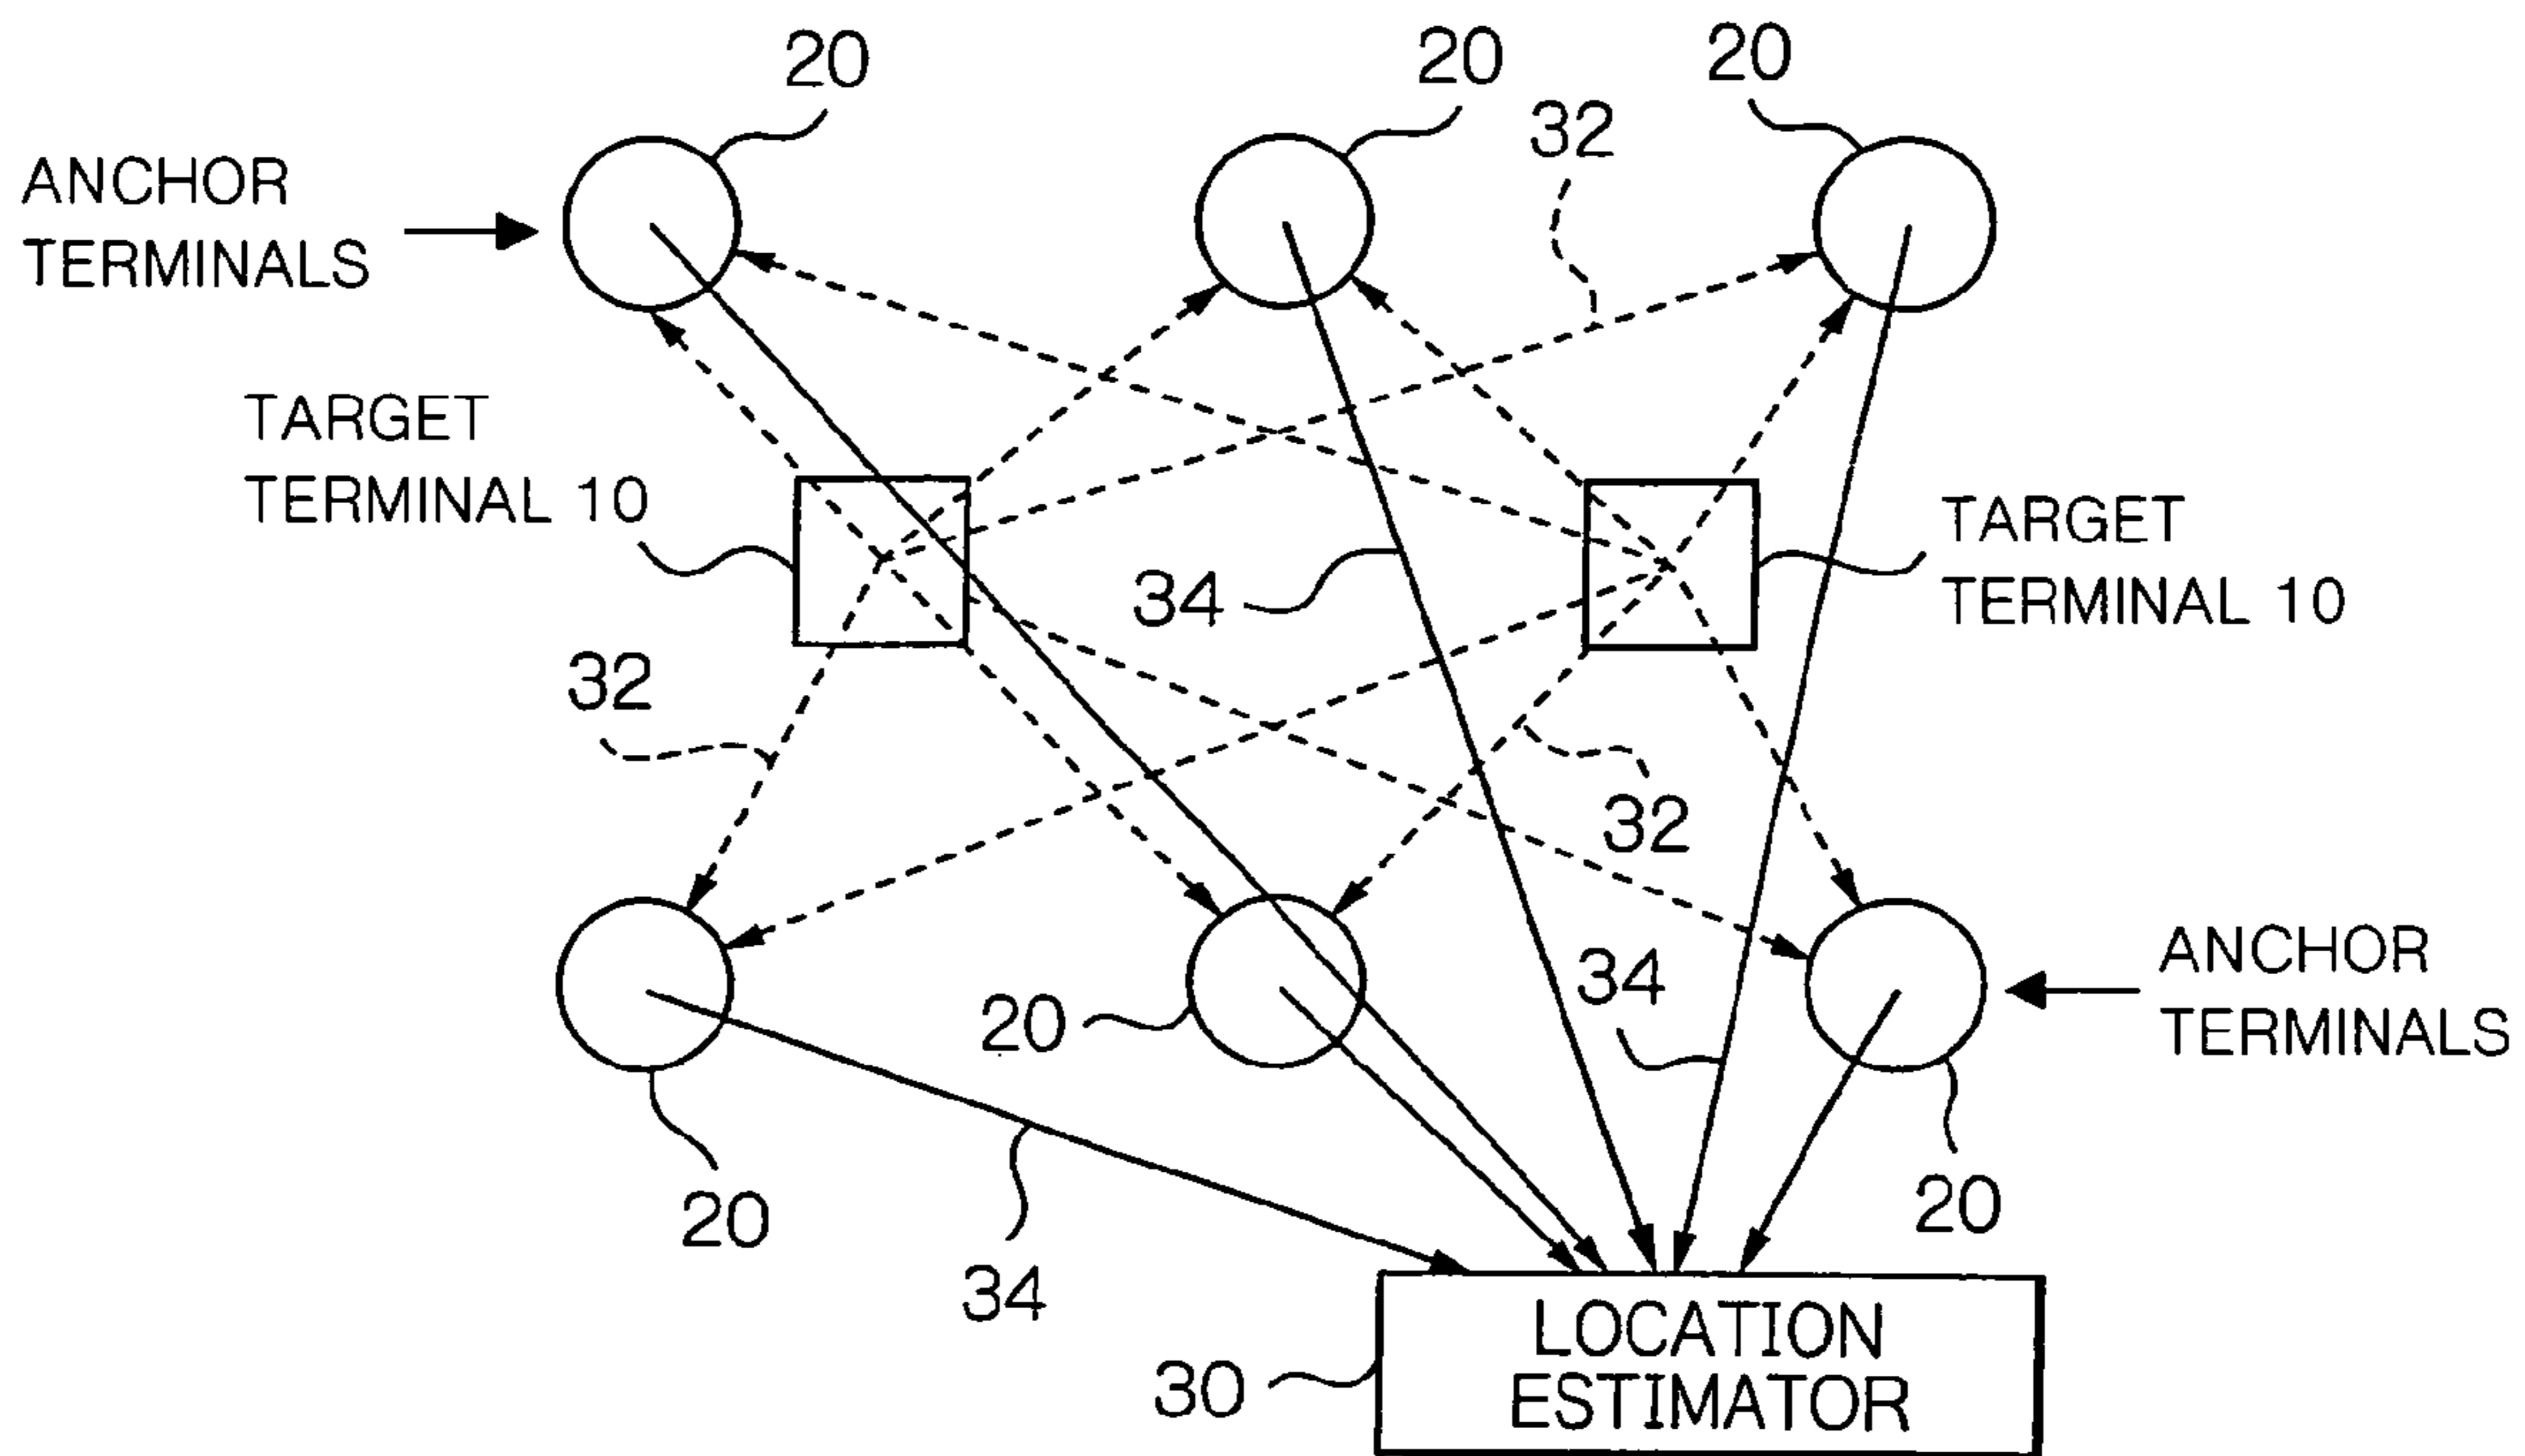 20
20
20
32
ANCHOR
TERMINALS
TARGET
TERMINAL 10
TARGET
TERMINAL 10
34
32
32
ANCHOR
TERMINALS
34
20
20
20
34
LOCATION
ESTIMATOR
30